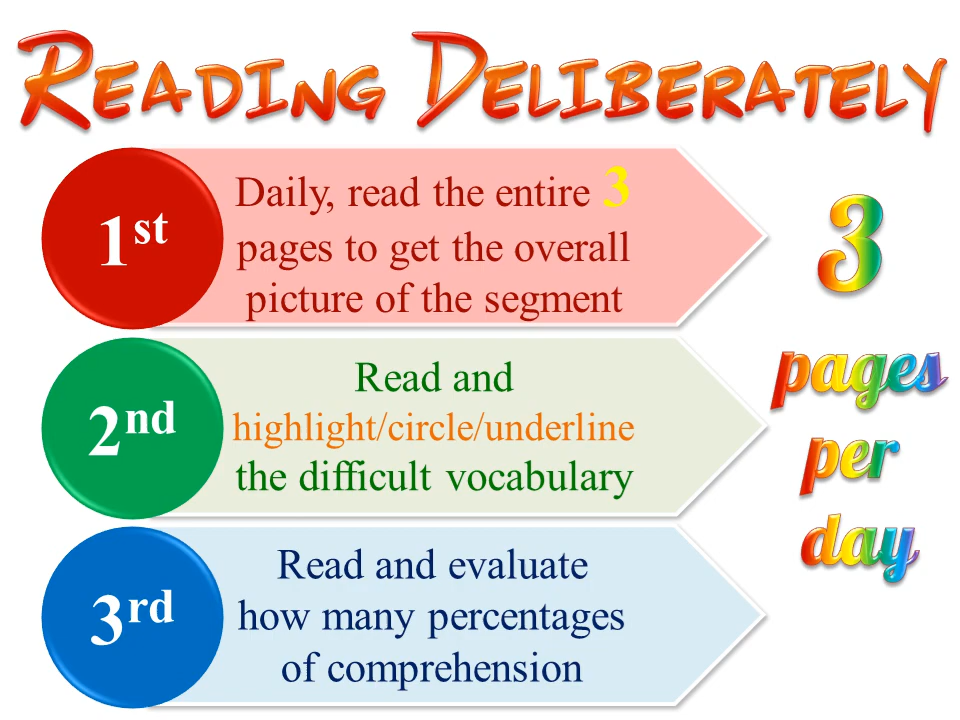 READING DELIBERATELY
1st
Daily, read the entire 3
pages to get the overall
picture of the segment
2nd
Read and
highlight/circle/underline
the difficult vocabulary
3rd
Read and evaluate
how many percentages
of comprehension
3
pages
per
day